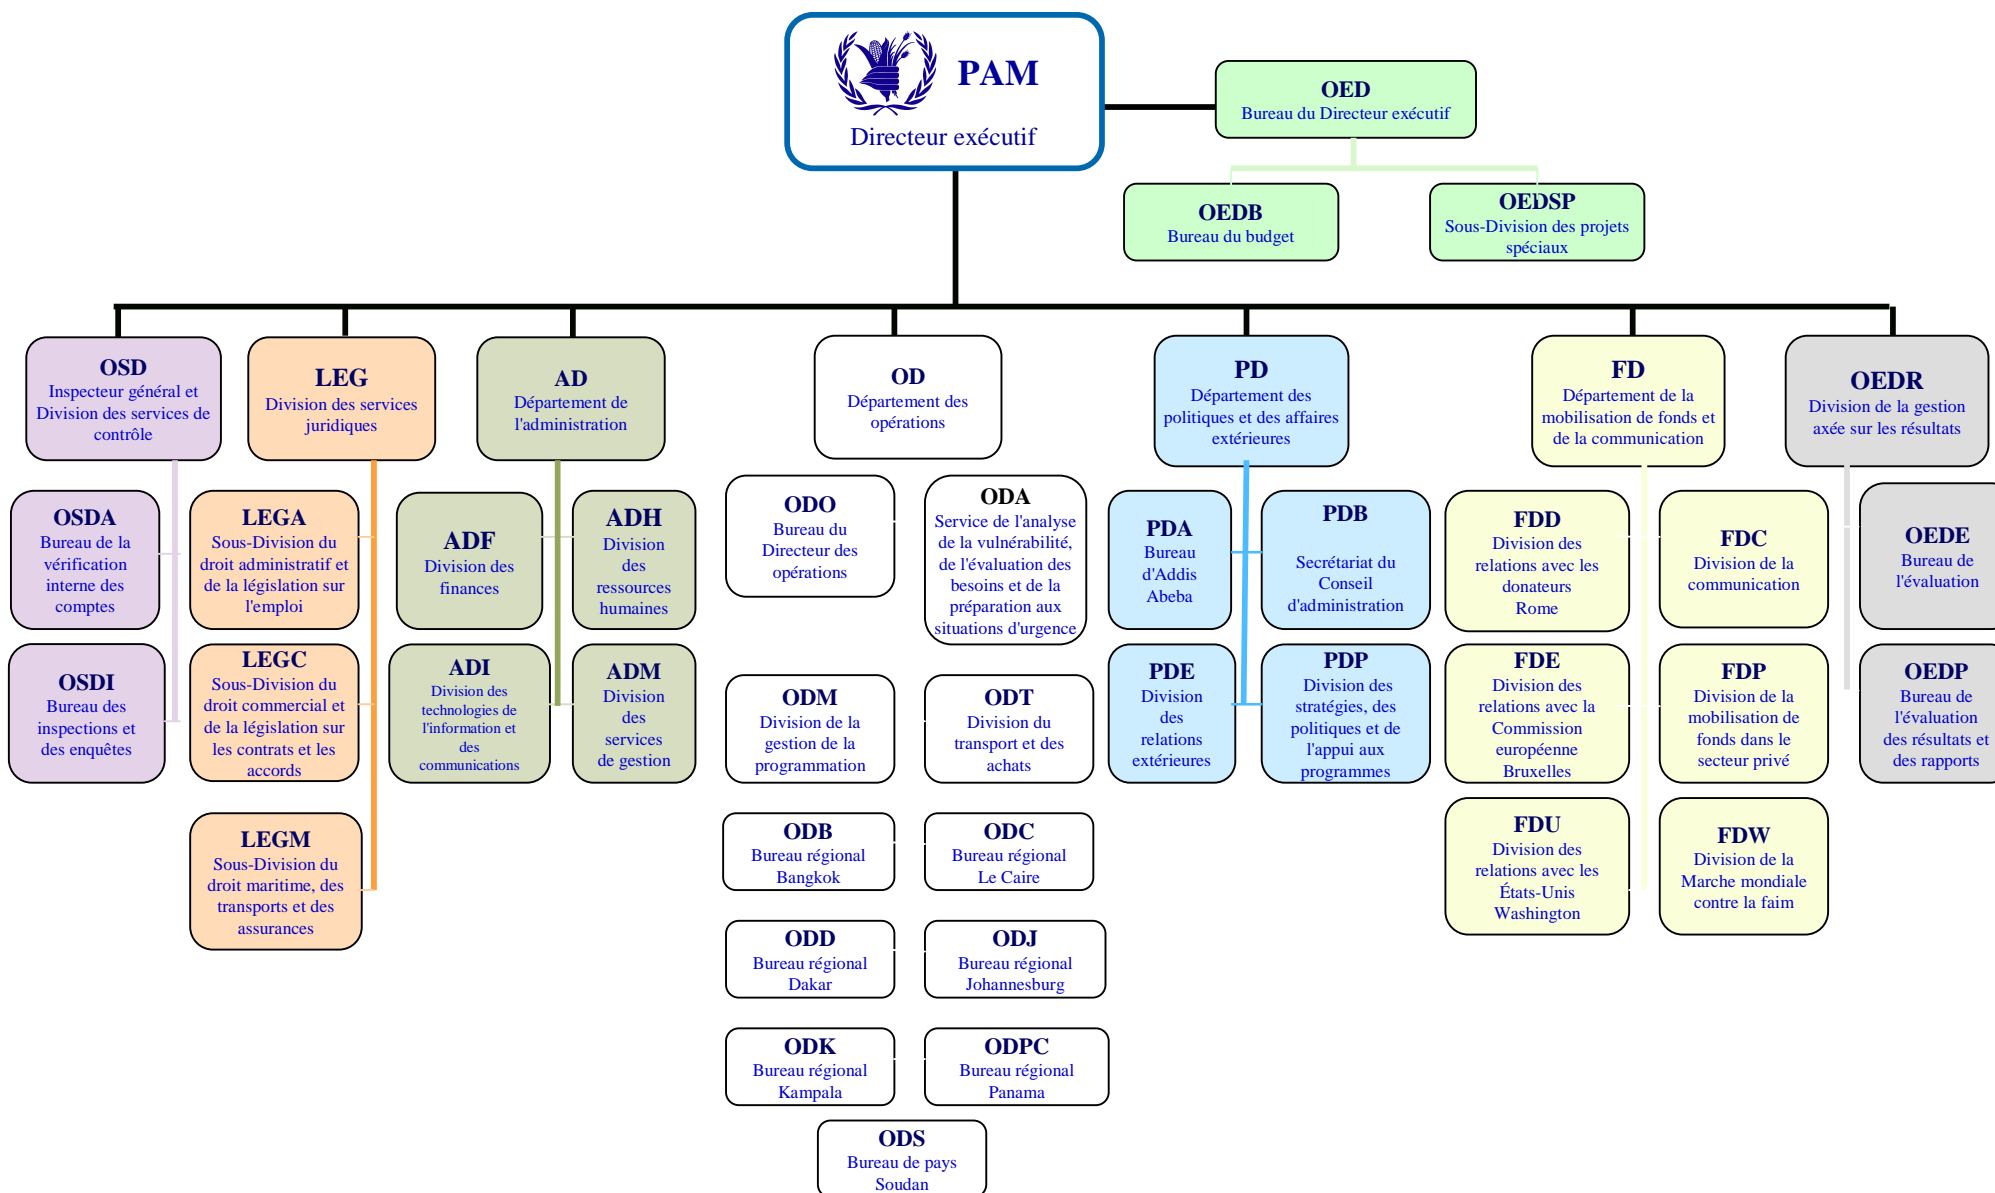 PAM
Directeur exécutif
OED
Bureau du Directeur exécutif
OEDB
Bureau du budget
OEDSP
Sous-Division des projets
spéciaux
OSD
Inspecteur général et
Division des services de
contrôle
LEG
Division des services
juridiques
AD
Département de
l'administration
OD
Département des
opérations
PD
Département des
politiques et des affaires
extérieures
FD
Département de la
mobilisation de fonds et
de la communication
OEDR
Division de la gestion
axée sur les résultats
OSDA
Bureau de la
vérification
interne des
comptes
OSDI
Bureau des
inspections et
des enquêtes
LEGA
Sous-Division du
droit administratif et
de la législation sur
l'emploi
LEGC
Sous-Division du
droit commercial et
de la législation sur
les contrats et les
accords
LEGM
Sous-Division du
droit maritime, des
transports et des
assurances
ADF
Division des
finances
ADH
Division
des
ressources
humaines
ADI
Division des
technologies de
l'information et
des
communications
ADM
Division
des
services
de gestion
ODO
Bureau du
Directeur des
opérations
ODA
Service de l'analyse
de la vulnérabilité,
de l'évaluation des
besoins et de la
préparation aux
situations d'urgence
ODM
Division de la
gestion de la
programmation
ODT
Division du
transport et des
achats
ODB
Bureau régional
Bangkok
ODC
Bureau régional
Le Caire
ODD
Bureau régional
Dakar
ODJ
Bureau régional
Johannesburg
ODK
Bureau régional
Kampala
ODPC
Bureau régional
Panama
ODS
Bureau de pays
Soudan
PDA
Bureau
d'Addis
Abeba
PDB
Secrétariat du
Conseil
d'administration
PDE
Division
des
relations
extérieures
PDP
Division des
stratégies, des
politiques et de
l'appui aux
programmes
FDD
Division des
relations avec les
donateurs
Rome
FDC
Division de la
communication
FDE
Division des
relations avec la
Commission
européenne
Bruxelles
FDP
Division de la
mobilisation de
fonds dans le
secteur privé
FDU
Division des
relations avec les
États-Unis
Washington
FDW
Division de la
Marche mondiale
contre la faim
OEDE
Bureau de
l'évaluation
OEDP
Bureau de
l'évaluation
des résultats et
des rapports